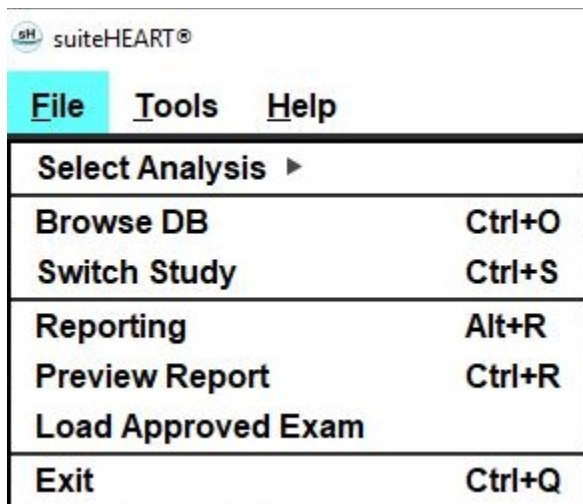 sH suiteHEART®
File Tools Help
Select Analysis ▶
Browse DB Ctrl+O
Switch Study Ctrl+S
Reporting Alt+R
Preview Report Ctrl+R
Load Approved Exam
Exit Ctrl+Q